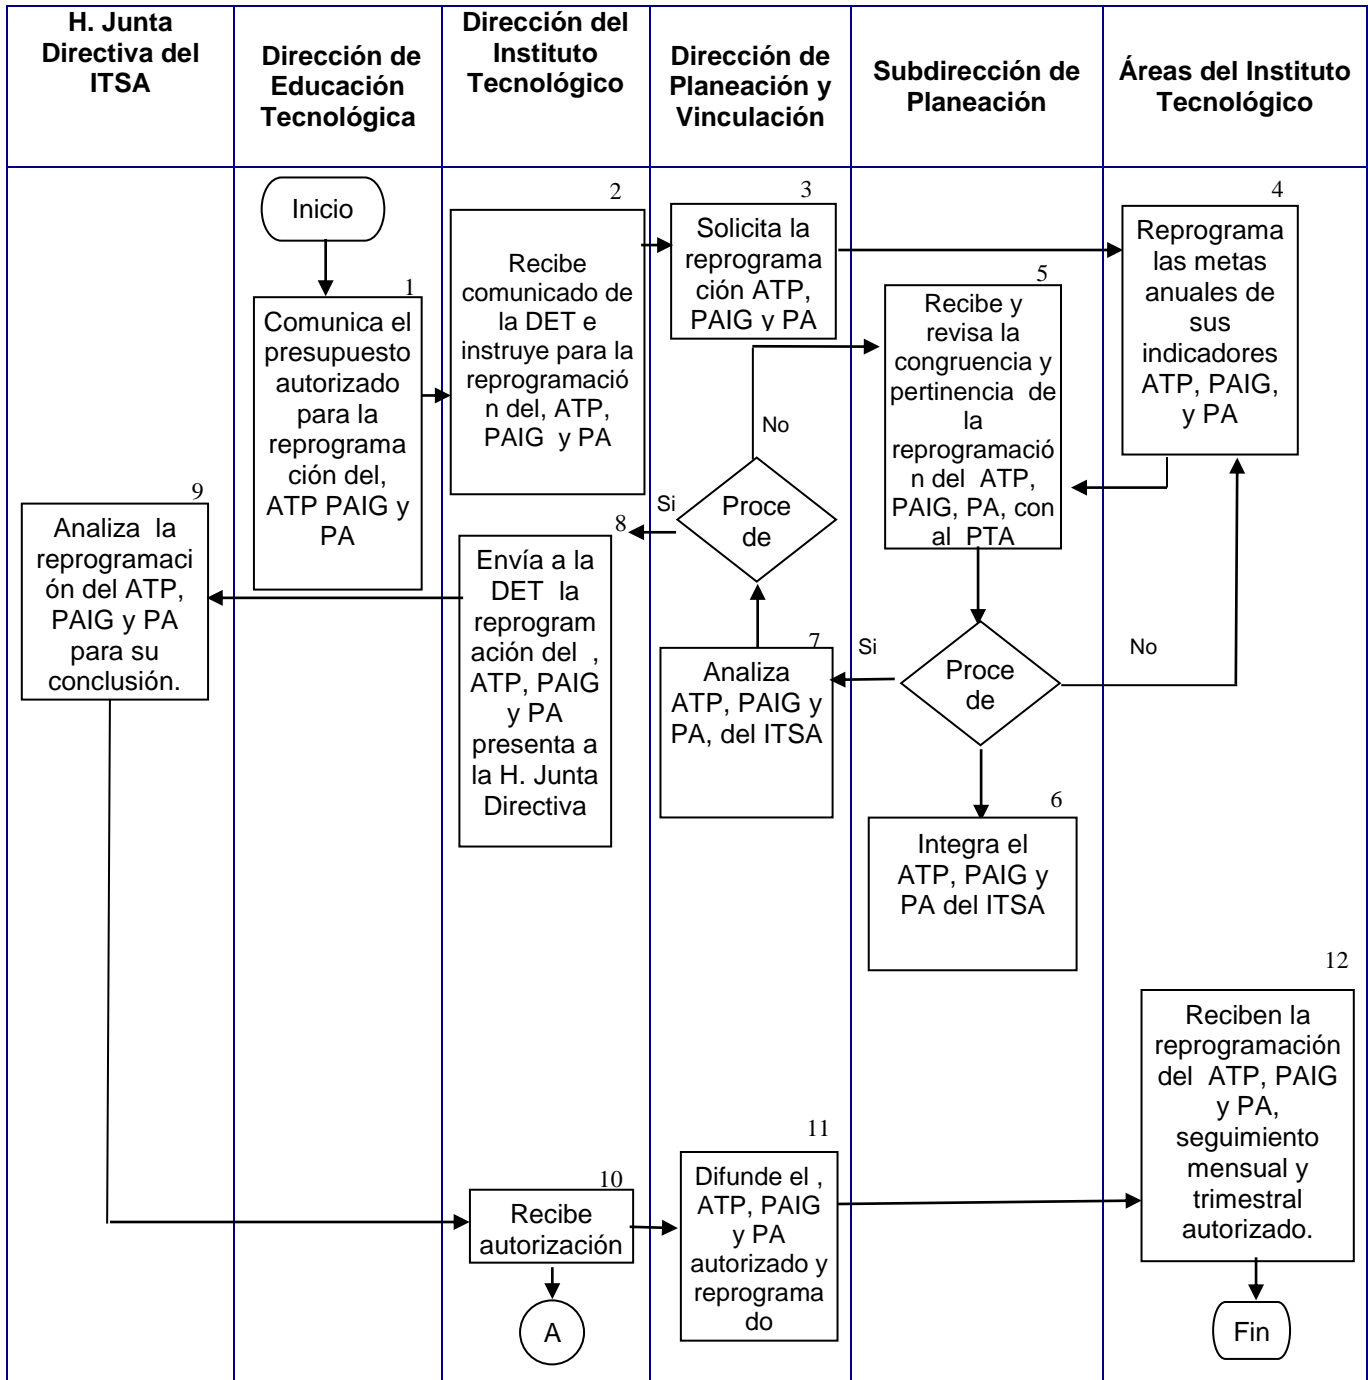 H. Junta
Directiva del
ITSA
Dirección de
Educación
Tecnológica
Dirección del
Instituto
Tecnológico
Dirección de
Planeación y
Vinculación
Subdirección de
Planeación
Áreas del Instituto
Tecnológico
Inicio
1
Comunica el
presupuesto
autorizado
para la
reprograma
ción del,
ATP PAIG y
PA
2
Recibe
comunicado de
la DET e
instruye para la
reprogramació
n del, ATP,
PAIG y PA
3
Solicita la
reprograma
ción ATP,
PAIG y PA
4
Reprograma
las metas
anuales de
sus
indicadores
ATP, PAIG,
y PA
5
Recibe y
revisa la
congruencia y
pertinencia de
la
reprogramació
n del ATP,
PAIG, PA, con
al PTA
No
Si
Proce
de
Si
Proce
de
No
6
Integra el
ATP, PAIG y
PA del ITSA
7
Analiza
ATP, PAIG y
PA, del ITSA
8
Envía a la
DET la
reprogram
ación del ,
ATP, PAIG
y PA
presenta a
la H. Junta
Directiva
9
Analiza la
reprogramaci
ón del ATP,
PAIG y PA
para su
conclusión.
10
Recibe
autorización
A
11
Difunde el ,
ATP, PAIG
y PA
autorizado y
reprograma
do
12
Reciben la
reprogramación
del ATP, PAIG
y PA,
seguimiento
mensual y
trimestral
autorizado.
Fin